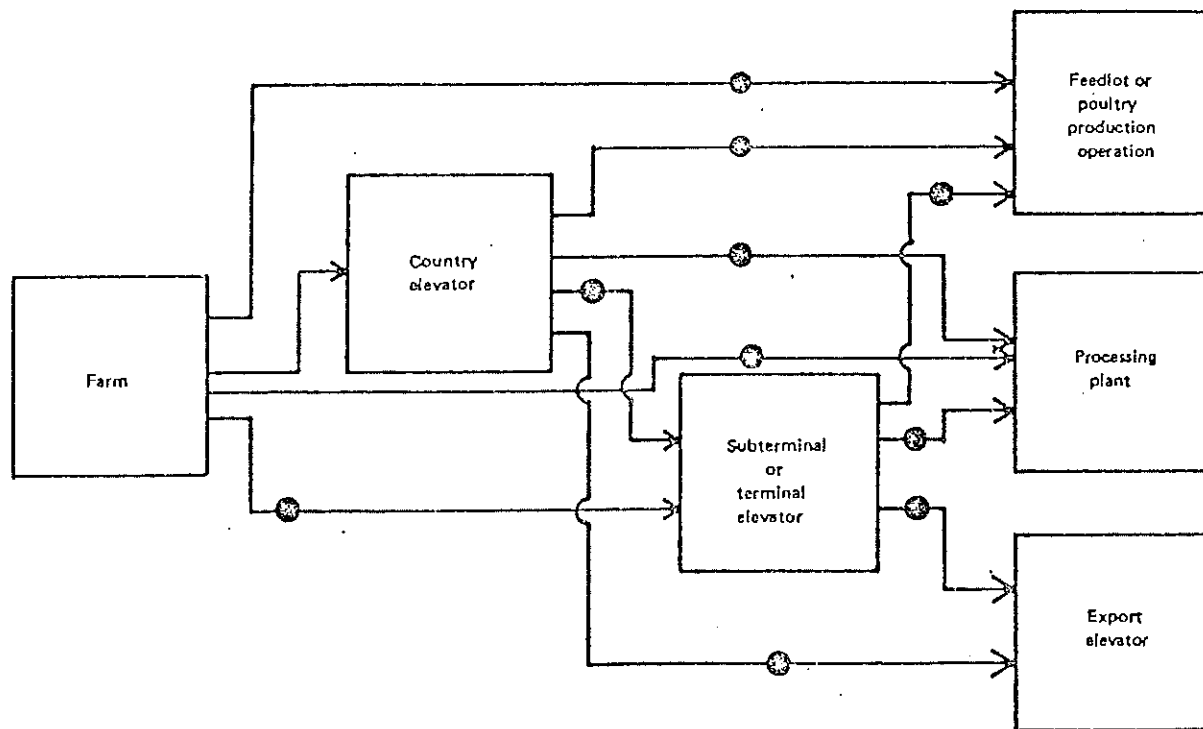 Feedlot or
poultry
production
operation
Country
elevator
Farm
Processing
plant
Subterminal
or
terminal
elevator
Export
elevator